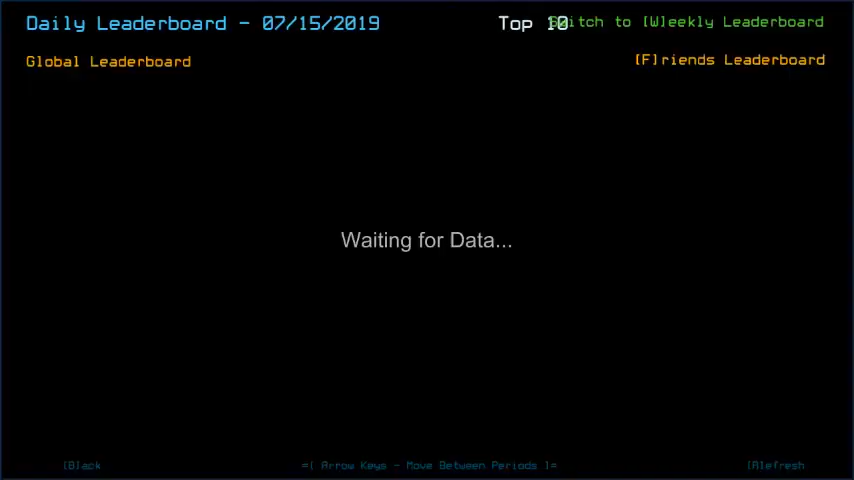 Daily Leaderboard - 07/15/2019
Top 10
Switch to [W]eekly Leaderboard
Global Leaderboard
[F]riends Leaderboard
Waiting for Data...
[B]ack
=[ Arrow Keys - Move Between Periods ]=
[R]efresh